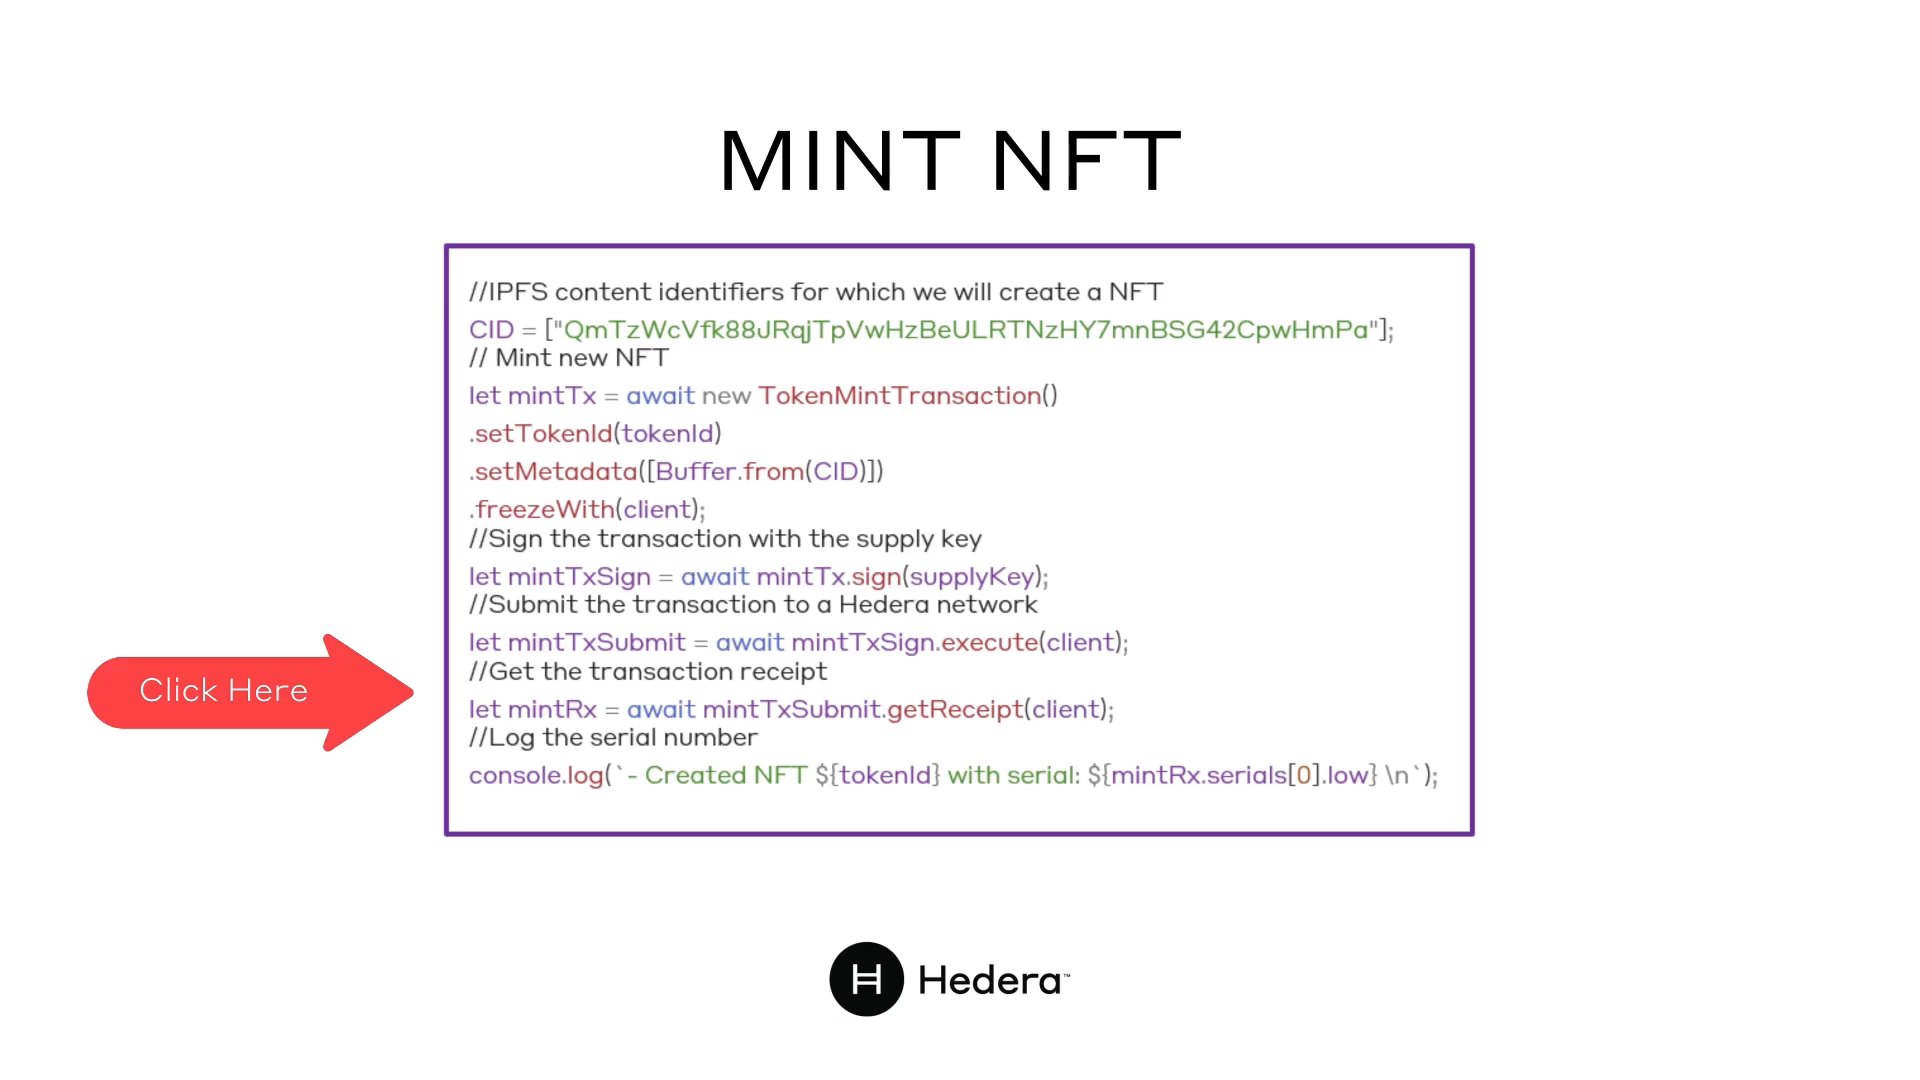 MINT NFT
//IPFS content identifiers for which we will create a NFT
CID = ["QmTzWcVfk88JRqjTpVwHzBeULRTNzHY7mnBSG42CpwHmPa"];
// Mint new NFT
let mintTx = await new TokenMintTransaction()
.setTokenId(tokenId)
.setMetadata([Buffer.from(CID)])
.freezeWith(client);
//Sign the transaction with the supply key
let mintTxSign = await mintTx.sign(supplyKey);
//Submit the transaction to a Hedera network
let mintTxSubmit = await mintTxSign.execute(client);
//Get the transaction receipt
let mintRx = await mintTxSubmit.getReceipt(client);
//Log the serial number
console.log(`- Created NFT ${tokenId} with serial: ${mintRx.serials[0].low} \n`);
Click Here
H Hedera™